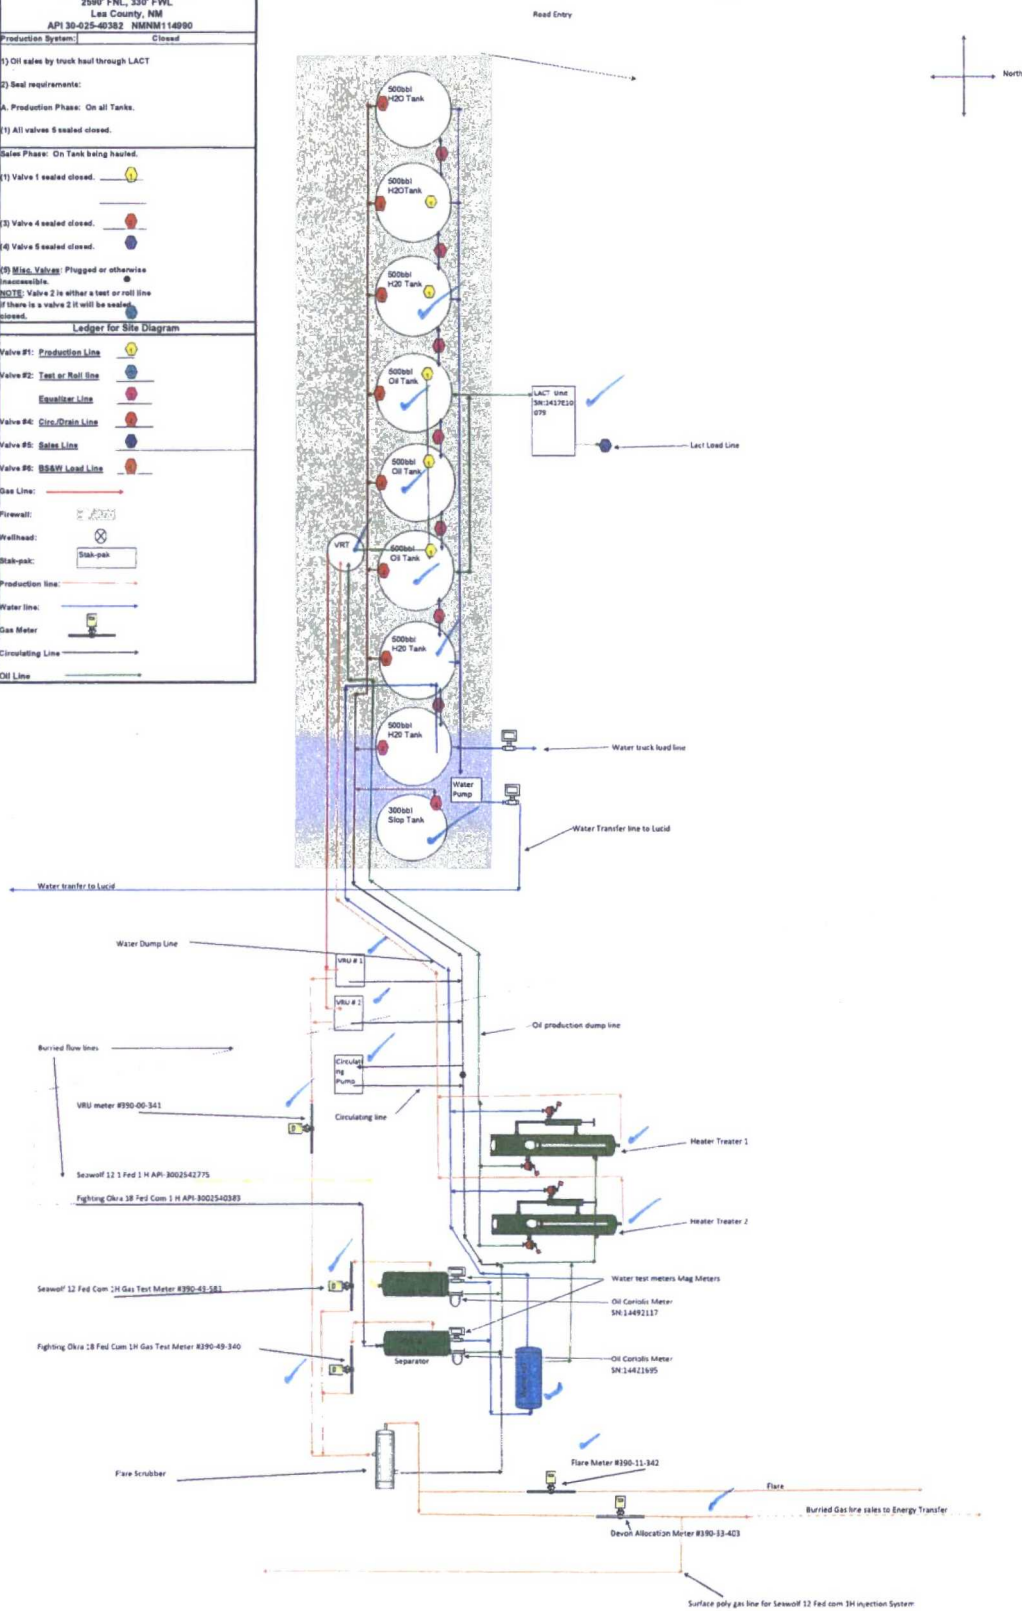 2590' FNL, 330' FWL
Lea County, NM
API 30-025-40382 NMNM114990
Production System: Closed
1) Oil sales by truck haul through LACT
2) Seal requirements:
A. Production Phase: On all Tanks.
(1) All valves 5 sealed closed.
Sales Phase: On Tank being hauled.
(1) Valve 1 sealed closed.
(3) Valve 4 sealed closed.
(4) Valve 5 sealed closed.
(5) Misc. Valves: Plugged or otherwise
inaccessible.
NOTE: Valve 2 is either a test or roll line
if there is a valve 2 it will be sealed
closed.
Ledger for Site Diagram
Valve #1: Production Line
Valve #2: Test or Roll line
Equalizer Line
Valve #4: Circ./Drain Line
Valve #5: Sales Line
Valve #6: BS&W Load Line
Gas Line:
Firewall:
Wellhead:
Stak-pak:
Stak-pak
Production line:
Water line:
Gas Meter
Circulating Line
Oil Line
Road Entry
North
500bbl
H2O Tank
500bbl
H2OTank
500bbl
H20 Tank
500bbl
Oil Tank
LACT Unit
SN:1417E10
075
Lact Load Line
500bbl
Oil Tank
VRT
500bbl
Oil Tank
500bbl
H20 Tank
500bbl
H20 Tank
Water truck load line
Water
Pump
300bbl
Slop Tank
Water Transfer line to Lucid
Water tranfer to Lucid
Water Dump Line
VRU # 1
VRU # 2
Oil production dump line
Burried flow lines
Circulati
ng
Pump
VRU meter #390-00-341
Circulating line
Heater Treater 1
Seawolf 12 1 Fed 1 H API-3002542775
Fighting Okra 18 Fed Com 1 H API-3002540383
Heater Treater 2
Water test meters Mag Meters
Seawolf 12 Fed Com 1H Gas Test Meter #390-49-581
Oil Coriolis Meter
SN:14492117
Fighting Okra 18 Fed Com 1H Gas Test Meter #390-49-340
Separator
Oil Coriolis Meter
SN:14421695
Flare Scrubber
Flare Meter #390-11-342
Flare
Burried Gas line sales to Energy Transfer
Devon Allocation Meter #390-33-403
Surface poly gas line for Seawolf 12 Fed com 1H injection System